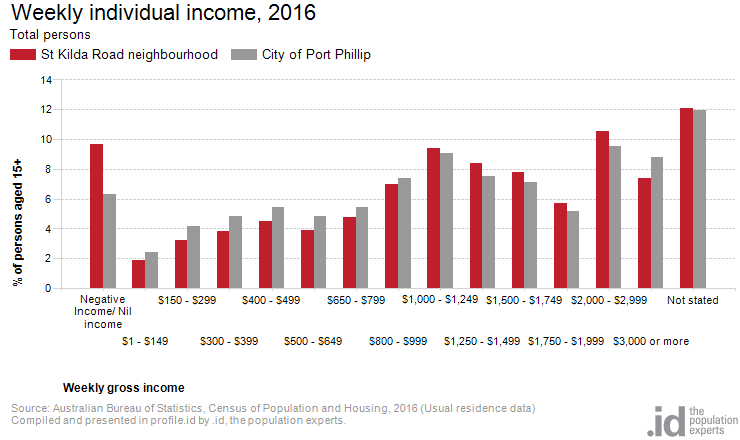 Weekly individual income, 2016
Total persons
St Kilda Road neighbourhood City of Port Phillip
% of persons aged 15+
14
12
10
8
6
4
2
0
Negative Income/ Nil income
$1 - $149
$150 - $299
$300 - $399
$400 - $499
$500 - $649
$650 - $799
$800 - $999
$1,000 - $1,249
$1,250 - $1,499
$1,500 - $1,749
$1,750 - $1,999
$2,000 - $2,999
$3,000 or more
Not stated
Weekly gross income
Source: Australian Bureau of Statistics, Census of Population and Housing, 2016 (Usual residence data)
Compiled and presented in profile.id by .id, the population experts.
.id the population experts